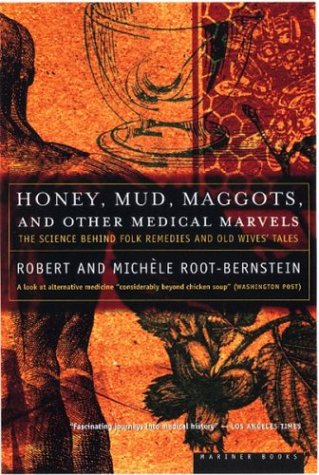 HONEY, MUD, MAGGOTS,
AND OTHER MEDICAL MARVELS
THE SCIENCE BEHIND FOLK REMEDIES AND OLD WIVES' TALES
ROBERT AND MICHÈLE ROOT-BERNSTEIN
A look at alternative medicine "considerably beyond chicken soup" (WASHINGTON POST)
"Fascinating journeys into medical history" — LOS ANGELES TIMES
MARINER BOOKS